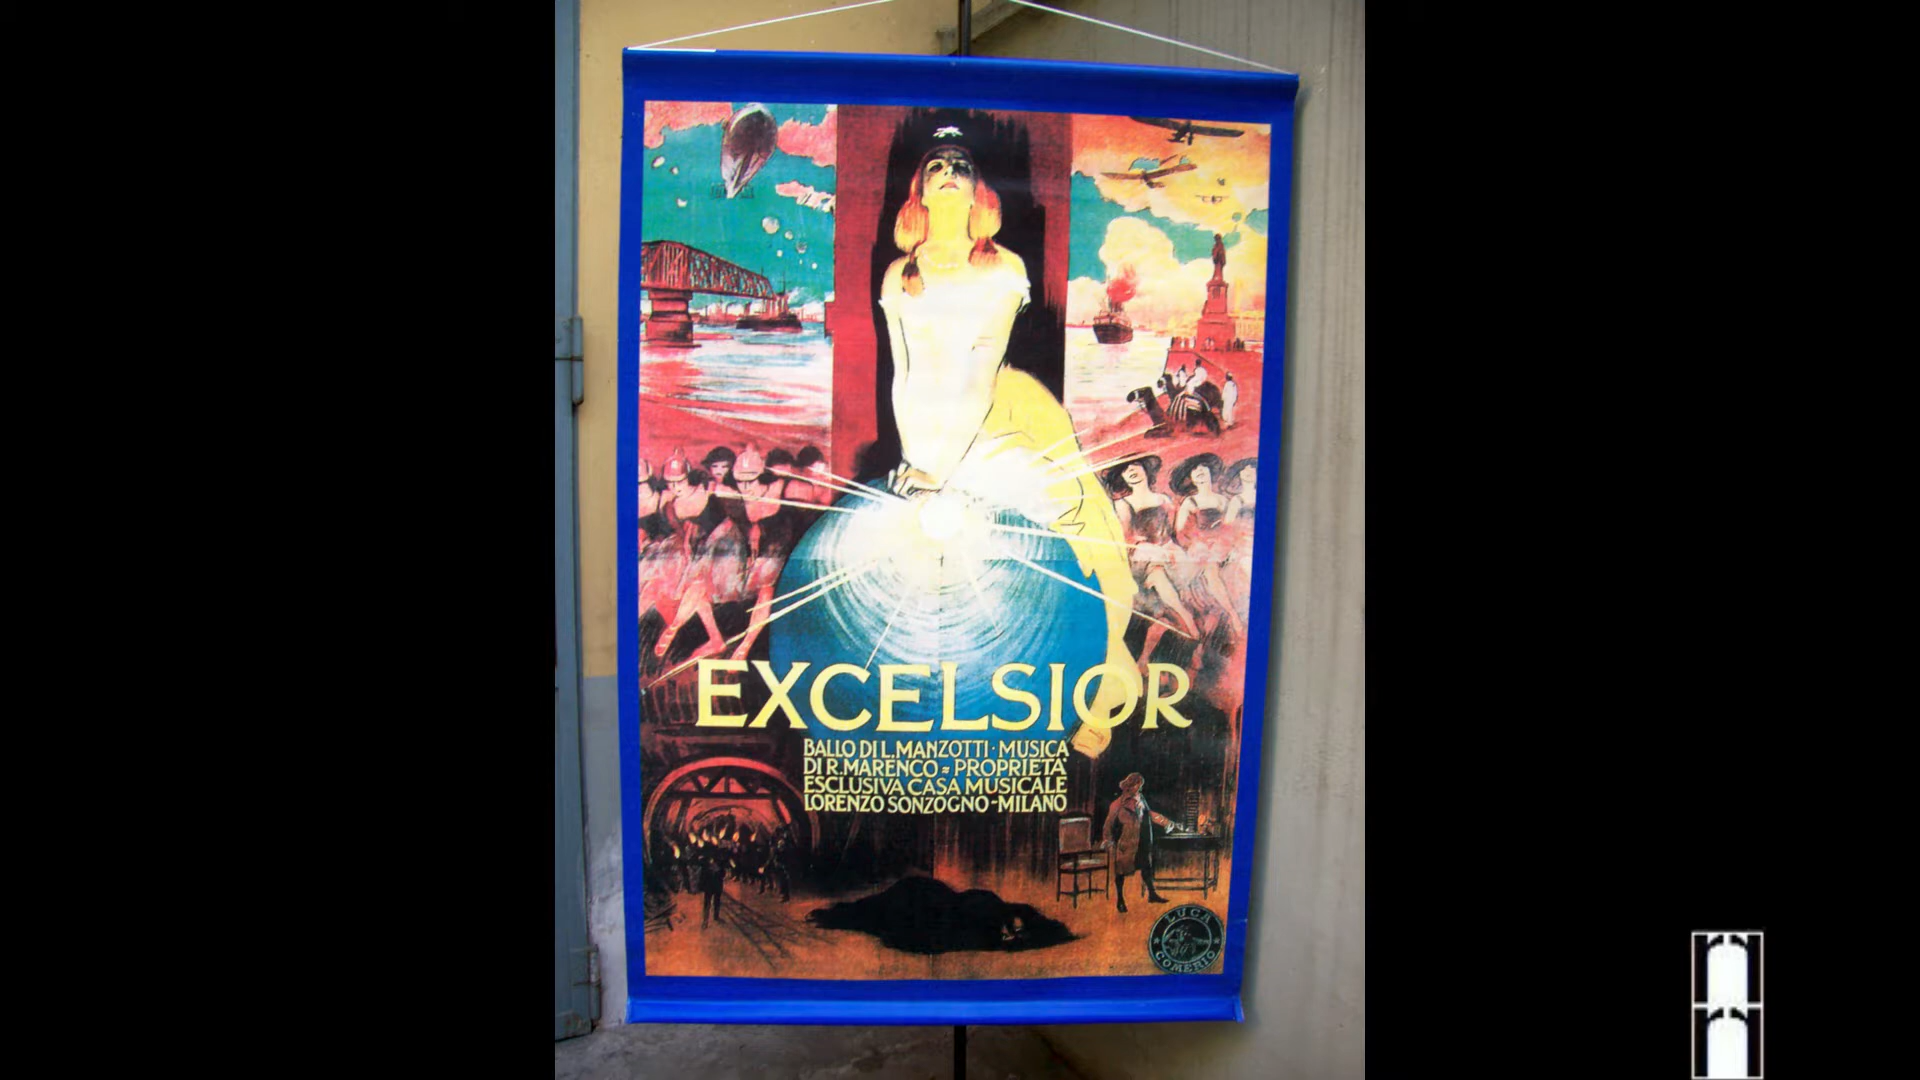 EXCELSIOR
BALLO DI L. MANZOTTI · MUSICA
DI R. MARENCO = PROPRIETÀ
ESCLUSIVA CASA MUSICALE
LORENZO SONZOGNO - MILANO
LUCA
COMERIO